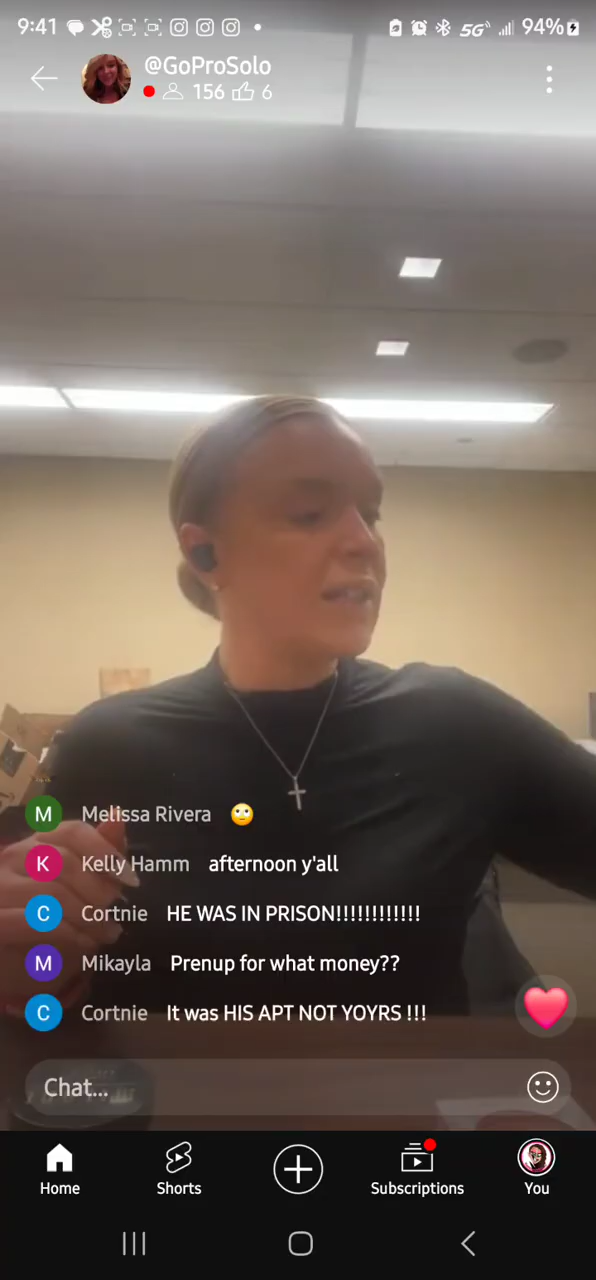 9:41 5G 94%
@GoProSolo
156 6
M Melissa Rivera 🙄
K Kelly Hamm afternoon y'all
C Cortnie HE WAS IN PRISON!!!!!!!!!!!!
M Mikayla Prenup for what money??
C Cortnie It was HIS APT NOT YOYRS !!!
Chat...
Home Shorts Subscriptions You